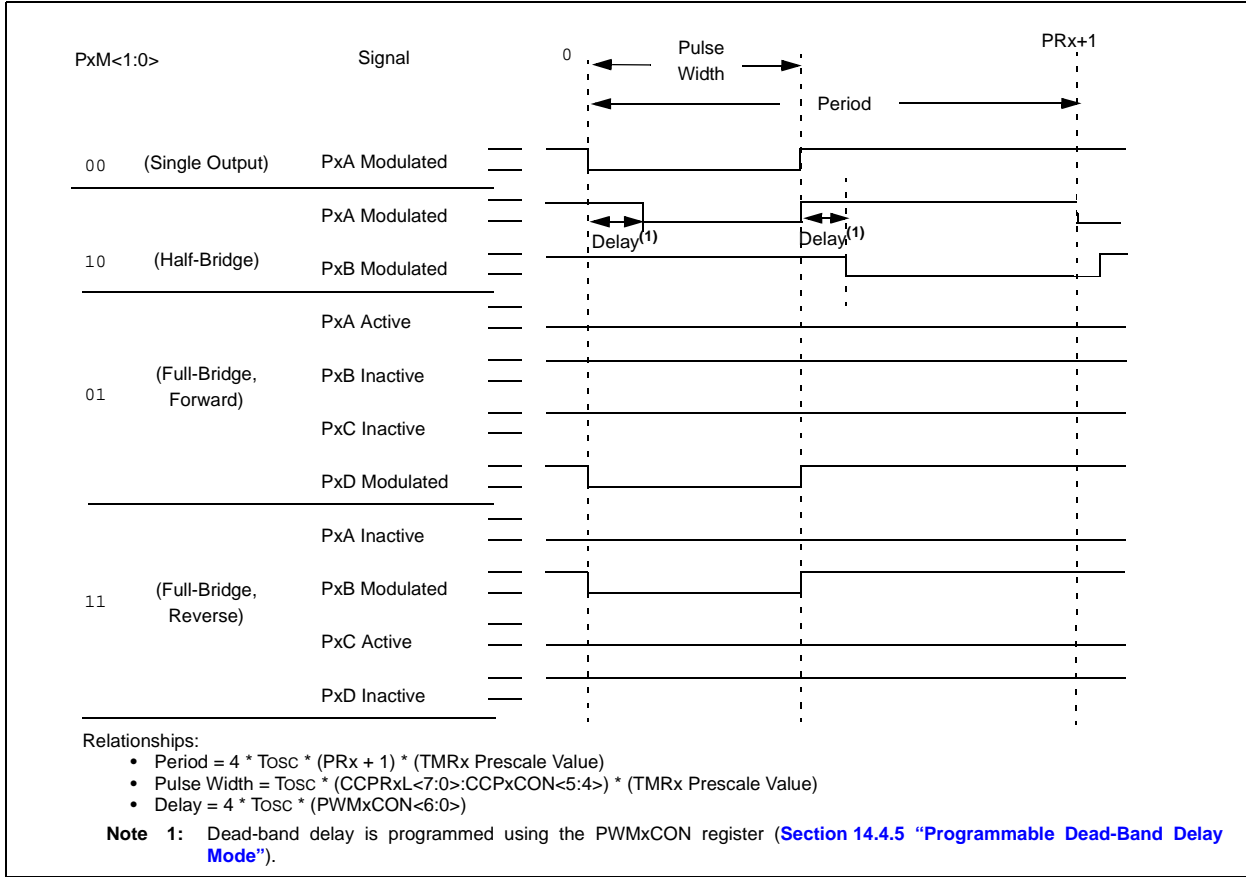 PxM<1:0>
Signal
0
Pulse
Width
PRx+1
Period
00
(Single Output)
PxA Modulated
PxA Modulated
Delay(1)
Delay(1)
10
(Half-Bridge)
PxB Modulated
PxA Active
01
(Full-Bridge,
Forward)
PxB Inactive
PxC Inactive
PxD Modulated
PxA Inactive
11
(Full-Bridge,
Reverse)
PxB Modulated
PxC Active
PxD Inactive
Relationships:
• Period = 4 * TOSC * (PRx + 1) * (TMRx Prescale Value)
• Pulse Width = TOSC * (CCPRxL<7:0>:CCPxCON<5:4>) * (TMRx Prescale Value)
• Delay = 4 * TOSC * (PWMxCON<6:0>)
Note 1: Dead-band delay is programmed using the PWMxCON register (Section 14.4.5 “Programmable Dead-Band Delay
Mode”).